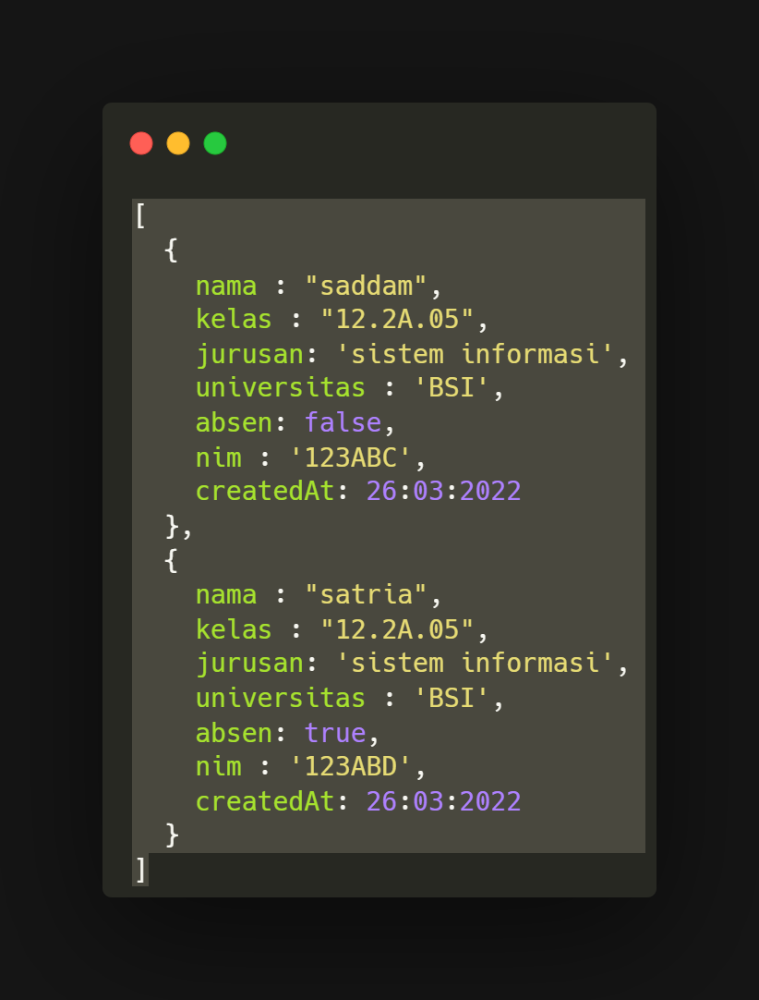 [
  {
    nama : "saddam",
    kelas : "12.2A.05",
    jurusan: 'sistem informasi',
    universitas : 'BSI',
    absen: false,
    nim : '123ABC',
    createdAt: 26:03:2022
  },
  {
    nama : "satria",
    kelas : "12.2A.05",
    jurusan: 'sistem informasi',
    universitas : 'BSI',
    absen: true,
    nim : '123ABD',
    createdAt: 26:03:2022
  }
]